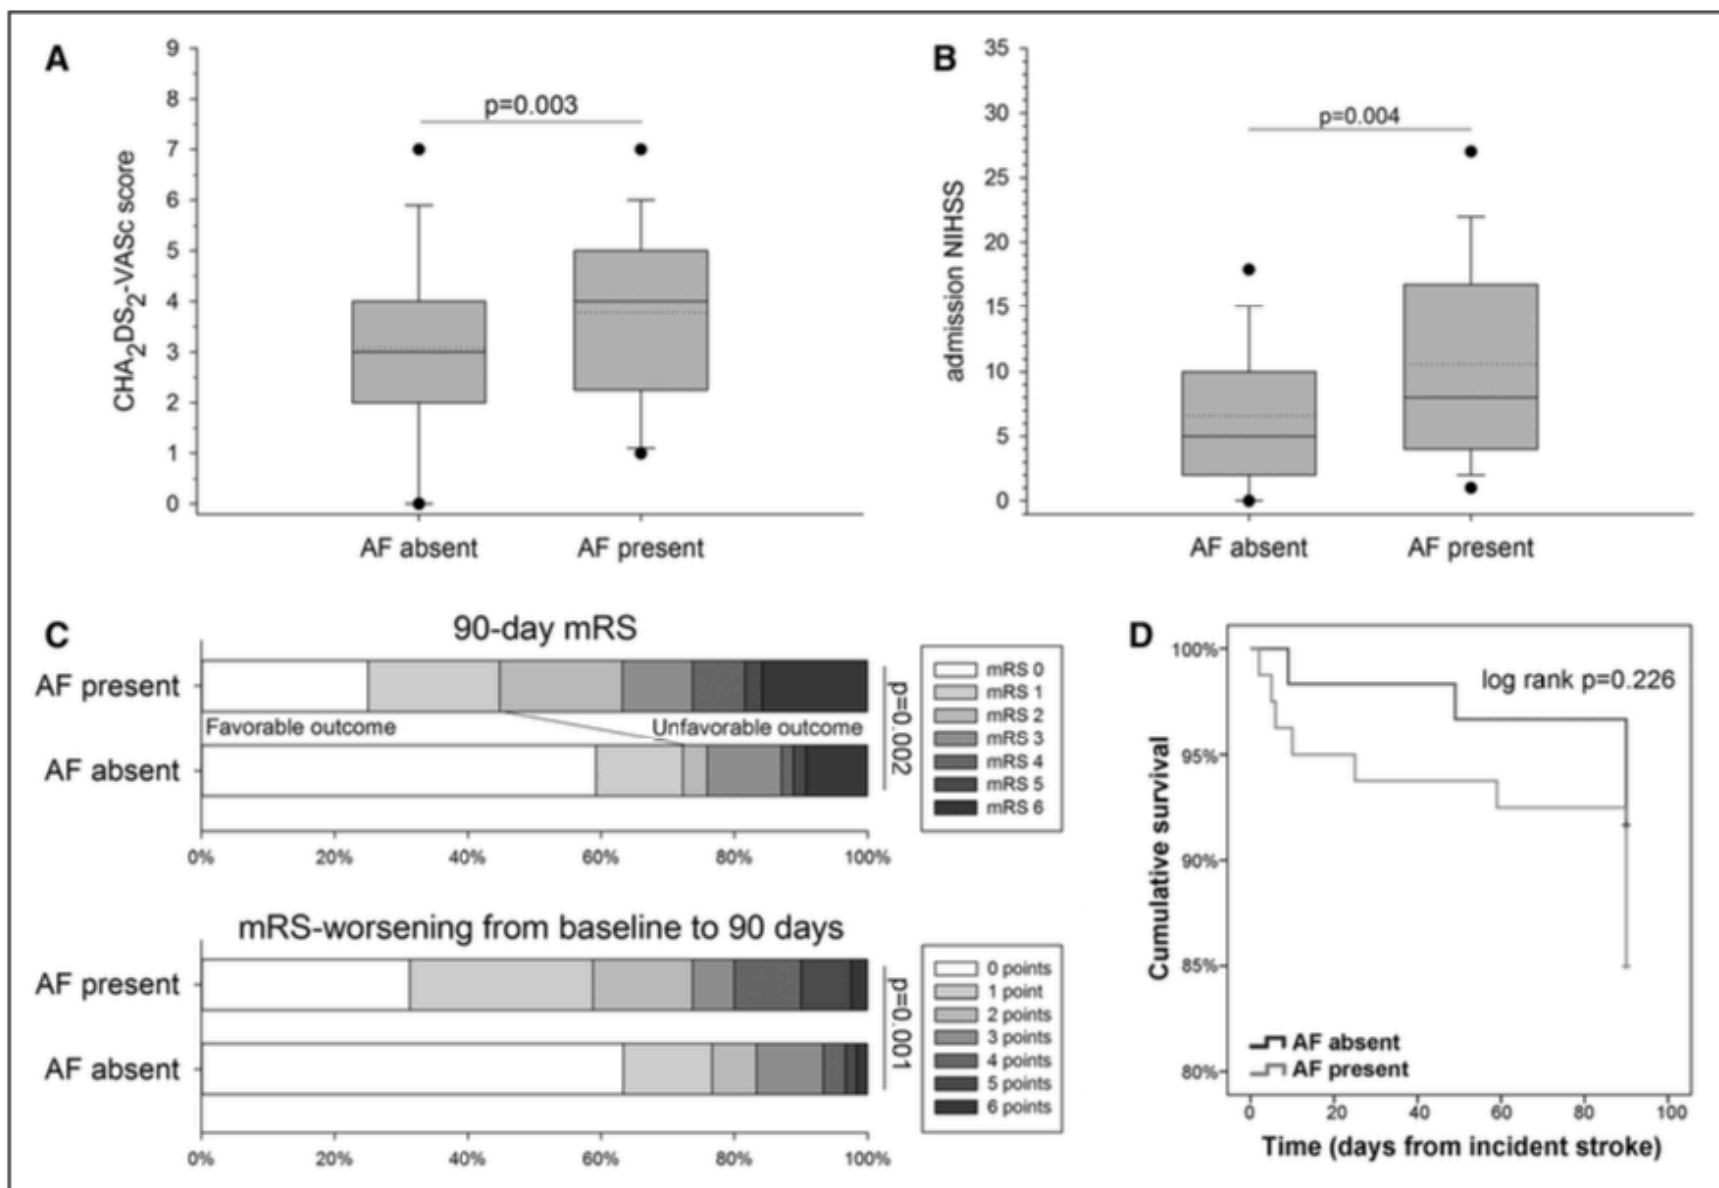 A
9
8
7
6
5
4
3
2
1
0
CHA2DS2-VASc score
p=0.003
AF absent
AF present
B
35
30
25
20
15
10
5
0
admission NIHSS
p=0.004
AF absent
AF present
C
90-day mRS
AF present
Favorable outcome
Unfavorable outcome
AF absent
p=0.002
0%
20%
40%
60%
80%
100%
mRS 0
mRS 1
mRS 2
mRS 3
mRS 4
mRS 5
mRS 6
mRS-worsening from baseline to 90 days
AF present
AF absent
p=0.001
0%
20%
40%
60%
80%
100%
0 points
1 point
2 points
3 points
4 points
5 points
6 points
D
100%
95%
90%
85%
80%
Cumulative survival
log rank p=0.226
AF absent
AF present
0
20
40
60
80
100
Time (days from incident stroke)